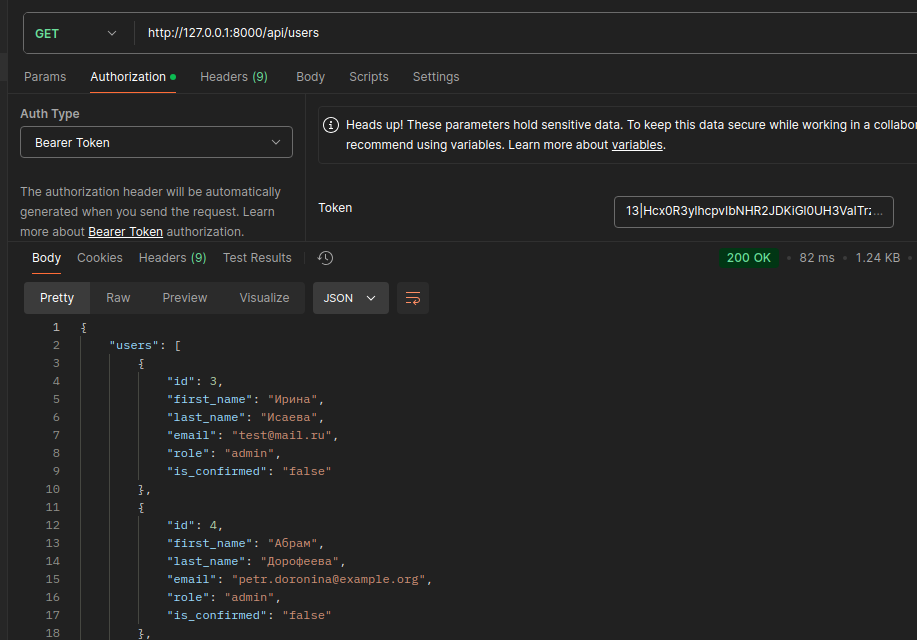 GET http://127.0.0.1:8000/api/users
Params Authorization Headers (9) Body Scripts Settings
Auth Type
Bearer Token
The authorization header will be automatically
generated when you send the request. Learn
more about Bearer Token authorization.
Heads up! These parameters hold sensitive data. To keep this data secure while working in a collabor
recommend using variables. Learn more about variables.
Token 13|Hcx0R3ylhcpvIbNHR2JDKiGl0UH3ValTrz...
Body Cookies Headers (9) Test Results 200 OK • 82 ms • 1.24 KB •
Pretty Raw Preview Visualize JSON
1 {
2 "users": [
3 {
4 "id": 3,
5 "first_name": "Ирина",
6 "last_name": "Исаева",
7 "email": "test@mail.ru",
8 "role": "admin",
9 "is_confirmed": "false"
10 },
11 {
12 "id": 4,
13 "first_name": "Абрам",
14 "last_name": "Дорофеева",
15 "email": "petr.doronina@example.org",
16 "role": "admin",
17 "is_confirmed": "false"
18 },